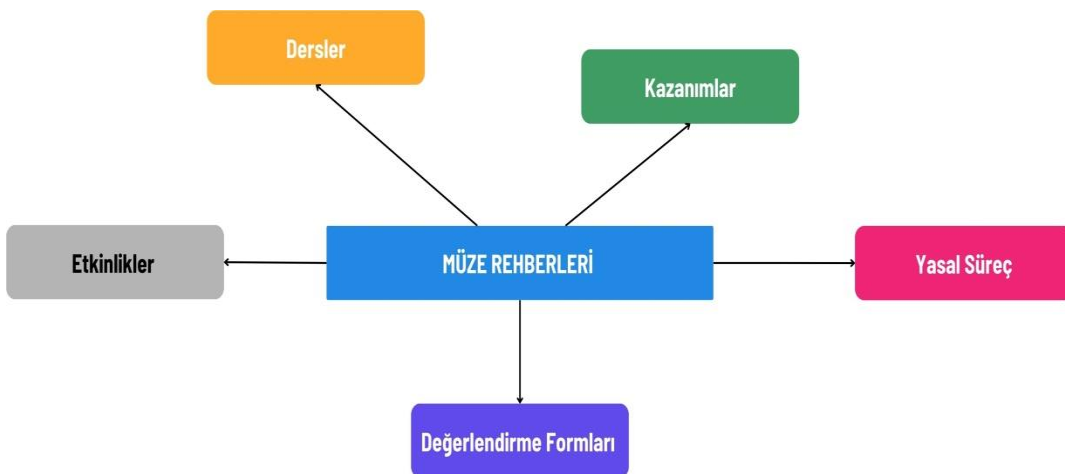 Dersler
Kazanımlar
Etkinlikler
MÜZE REHBERLERİ
Yasal Süreç
Değerlendirme Formları